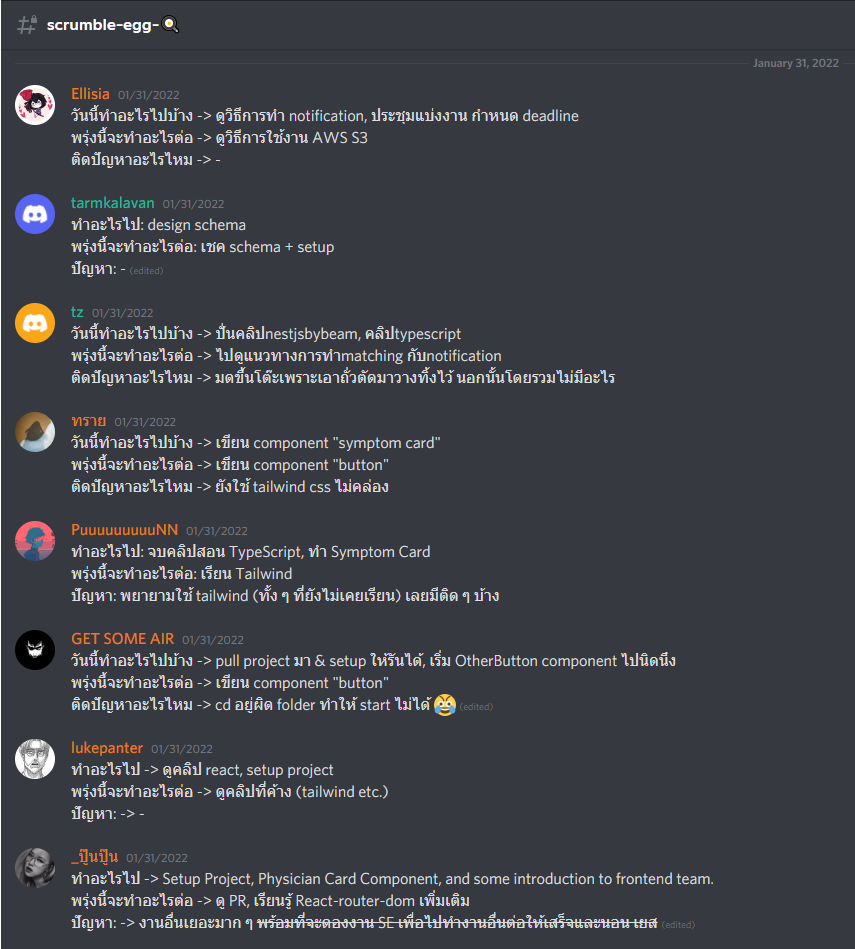 scrumble-egg-🍳
January 31, 2022
Ellisia 01/31/2022
วันนี้ทำอะไรไปบ้าง -> ดูวิธีการทำ notification, ประชุมแบ่งงาน กำหนด deadline
พรุ่งนี้จะทำอะไรต่อ -> ดูวิธีการใช้งาน AWS S3
ติดปัญหาอะไรไหม -> -
tarmkalavan 01/31/2022
ทำอะไรไป: design schema
พรุ่งนี้จะทำอะไรต่อ: เชค schema + setup
ปัญหา: - (edited)
tz 01/31/2022
วันนี้ทำอะไรไปบ้าง -> ปั่นคลิปnestjsbybeam, คลิปtypescript
พรุ่งนี้จะทำอะไรต่อ -> ไปดูแนวทางการทำmatching กับnotification
ติดปัญหาอะไรไหม -> มดขึ้นโต๊ะเพราะเอาถั่วตัดมาวางทิ้งไว้ นอกนั้นโดยรวมไม่มีอะไร
ทราย 01/31/2022
วันนี้ทำอะไรไปบ้าง -> เขียน component "symptom card"
พรุ่งนี้จะทำอะไรต่อ -> เขียน component "button"
ติดปัญหาอะไรไหม -> ยังใช้ tailwind css ไม่คล่อง
PuuuuuuuuuNN 01/31/2022
ทำอะไรไป: จบคลิปสอน TypeScript, ทำ Symptom Card
พรุ่งนี้จะทำอะไรต่อ: เรียน Tailwind
ปัญหา: พยายามใช้ tailwind (ทั้ง ๆ ที่ยังไม่เคยเรียน) เลยมีติด ๆ บ้าง
GET SOME AIR 01/31/2022
วันนี้ทำอะไรไปบ้าง -> pull project มา & setup ให้รันได้, เริ่ม OtherButton component ไปนิดนึง
พรุ่งนี้จะทำอะไรต่อ -> เขียน component "button"
ติดปัญหาอะไรไหม -> cd อยู่ผิด folder ทำให้ start ไม่ได้ (edited)
lukepanter 01/31/2022
ทำอะไรไป -> ดูคลิป react, setup project
พรุ่งนี้จะทำอะไรต่อ -> ดูคลิปที่ค้าง (tailwind etc.)
ปัญหา: -> -
_ปุ๊นปุ๊น 01/31/2022
ทำอะไรไป -> Setup Project, Physician Card Component, and some introduction to frontend team.
พรุ่งนี้จะทำอะไรต่อ -> ดู PR, เรียนรู้ React-router-dom เพิ่มเติม
ปัญหา: -> งานอื่นเยอะมาก ๆ พร้อมที่จะดองงาน SE เพื่อไปทำงานอื่นต่อให้เสร็จและนอน เยส (edited)